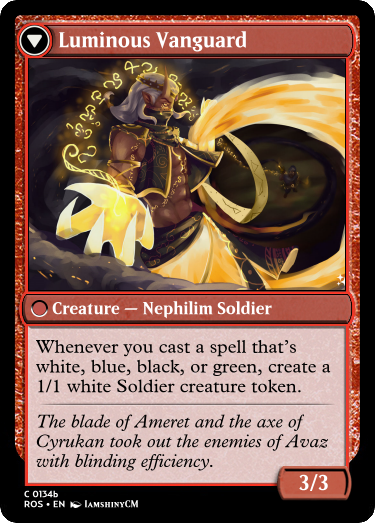 Luminous Vanguard
Creature — Nephilim Soldier
Whenever you cast a spell that's
white, blue, black, or green, create a
1/1 white Soldier creature token.
The blade of Ameret and the axe of
Cyrukan took out the enemies of Avaz
with blinding efficiency.
3/3
C 0134b
ROS • EN IamshinyCM